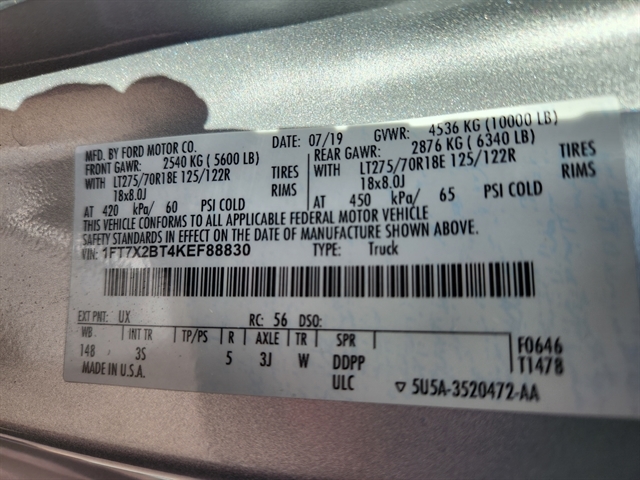 MFD. BY FORD MOTOR CO. DATE: 07/19 GVWR: 4536 KG (10000 LB)
FRONT GAWR: 2540 KG (5600 LB) REAR GAWR: 2876 KG (6340 LB)
WITH LT275/70R18E 125/122R TIRES WITH LT275/70R18E 125/122R TIRES
18x8.0J RIMS 18x8.0J RIMS
AT 420 kPa/ 60 PSI COLD AT 450 kPa/ 65 PSI COLD
THIS VEHICLE CONFORMS TO ALL APPLICABLE FEDERAL MOTOR VEHICLE
SAFETY STANDARDS IN EFFECT ON THE DATE OF MANUFACTURE SHOWN ABOVE
VIN: 1FT7X2BT4KEF88830 TYPE: Truck
EXT PNT: UX RC: 56 DSO:
WB INT TR TP/PS R AXLE TR SPR F0646
148 3S 5 3J W DDPP T1478
MADE IN U.S.A. ULC ▽ 5U5A-3520472-AA